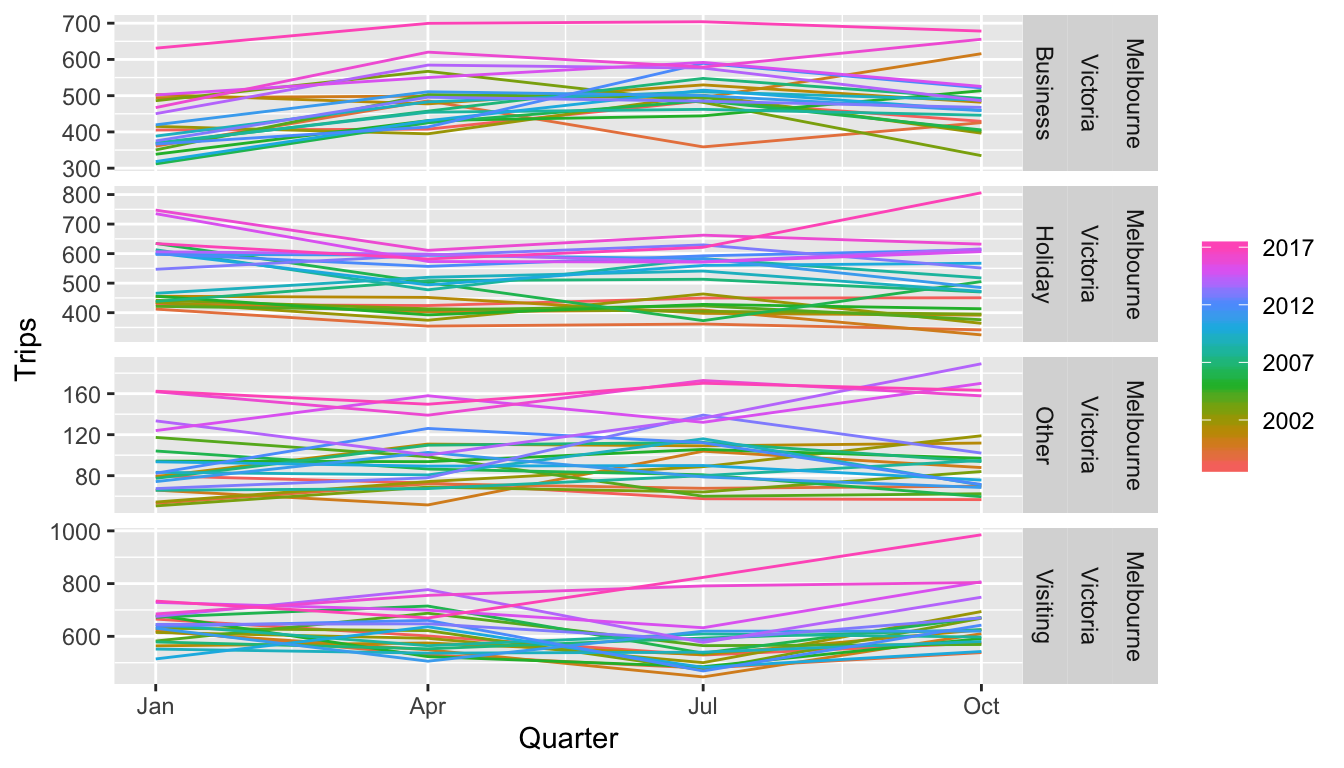 Trips
700
600
500
400
300
Business
Victoria
Melbourne
800
700
600
500
400
Holiday
Victoria
Melbourne
160
120
80
Other
Victoria
Melbourne
1000
800
600
Visiting
Victoria
Melbourne
Jan Apr Jul Oct
Quarter
2017
2012
2007
2002